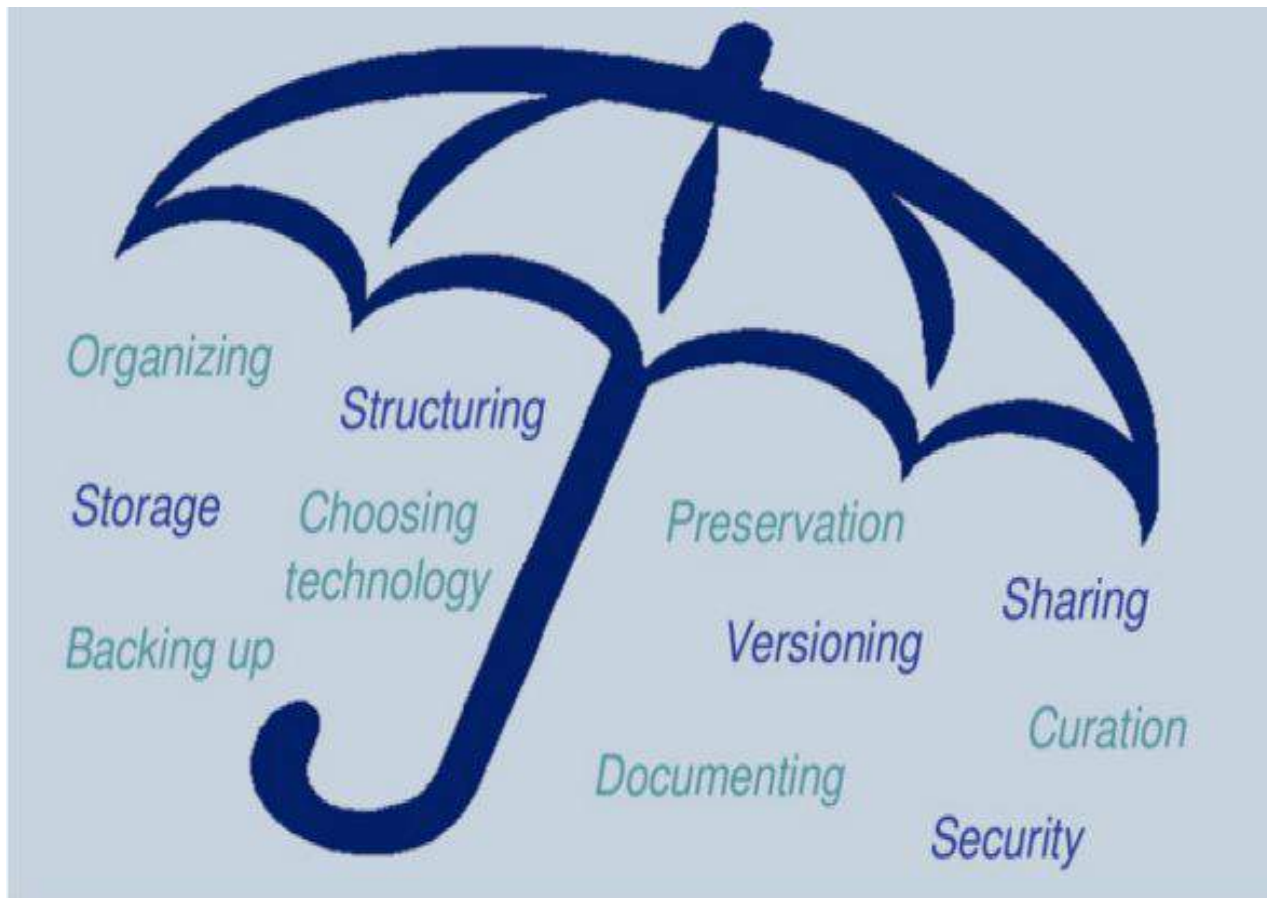 Organizing
Structuring
Storage
Choosing
technology
Backing up
Preservation
Sharing
Versioning
Curation
Documenting
Security